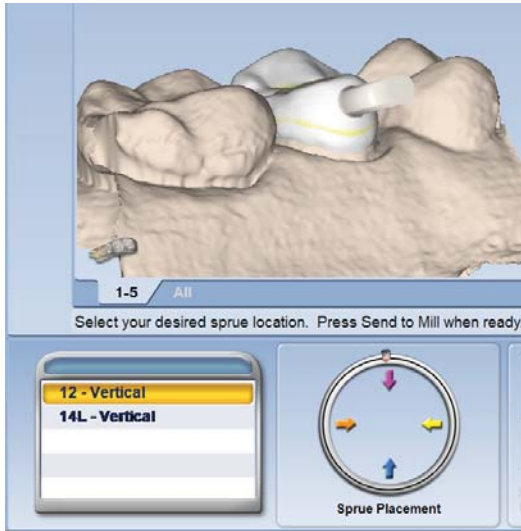 1-5 All
Select your desired sprue location. Press Send to Mill when ready
12 - Vertical
14L - Vertical
Sprue Placement